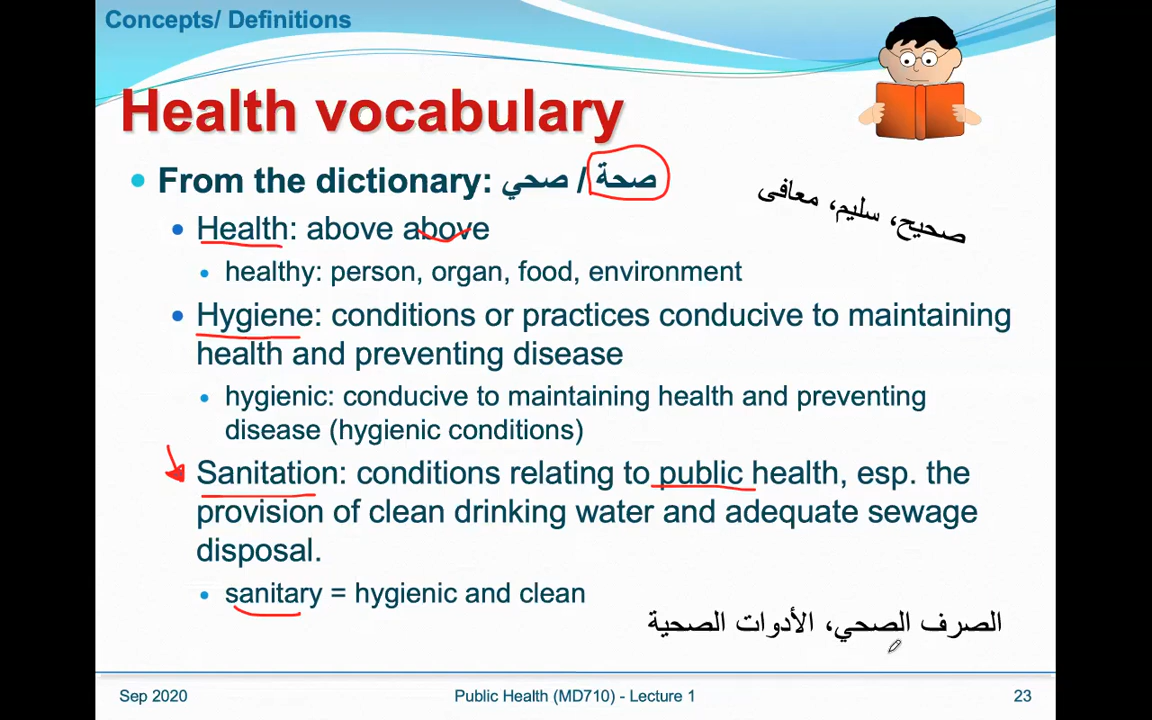 Concepts/ Definitions
Health vocabulary
From the dictionary: صحي / صحة
صحيح، سليم، معافى
Health: above above
healthy: person, organ, food, environment
Hygiene: conditions or practices conducive to maintaining
health and preventing disease
hygienic: conducive to maintaining health and preventing
disease (hygienic conditions)
Sanitation: conditions relating to public health, esp. the
provision of clean drinking water and adequate sewage
disposal.
sanitary = hygienic and clean
الصرف الصحي، الأدوات الصحية
Sep 2020
Public Health (MD710) - Lecture 1
23